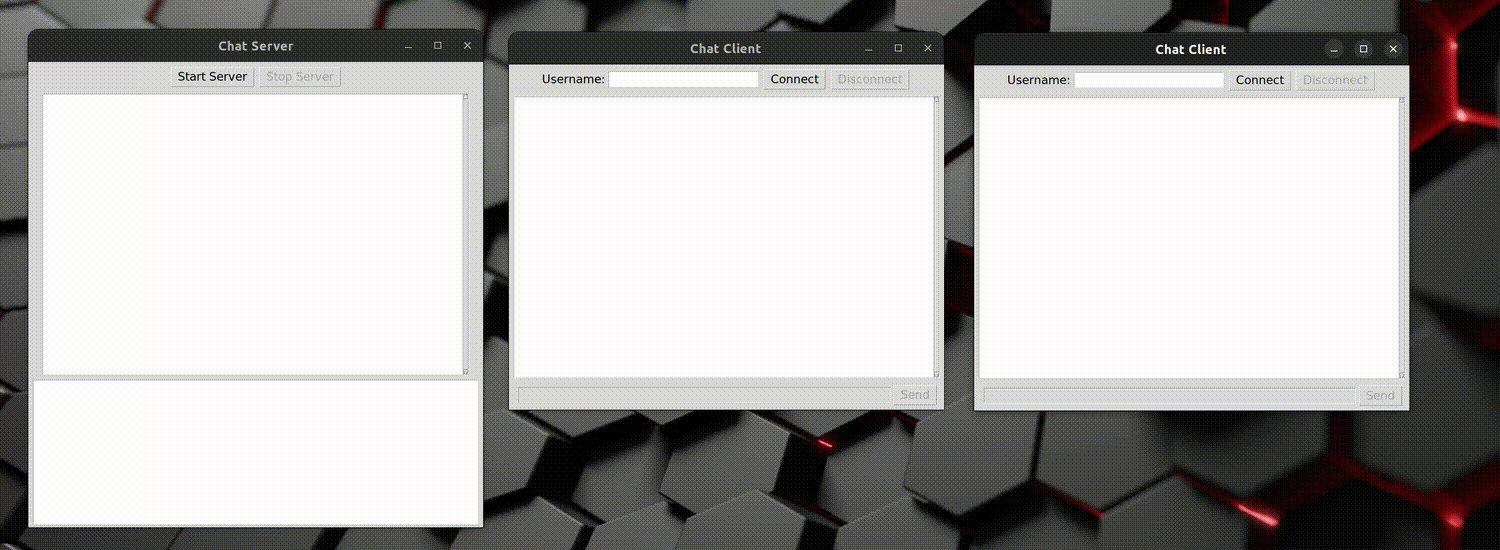 Chat Server
Start Server Stop Server
Chat Client
Username: Connect Disconnect
Send
Chat Client
Username: Connect Disconnect
Send